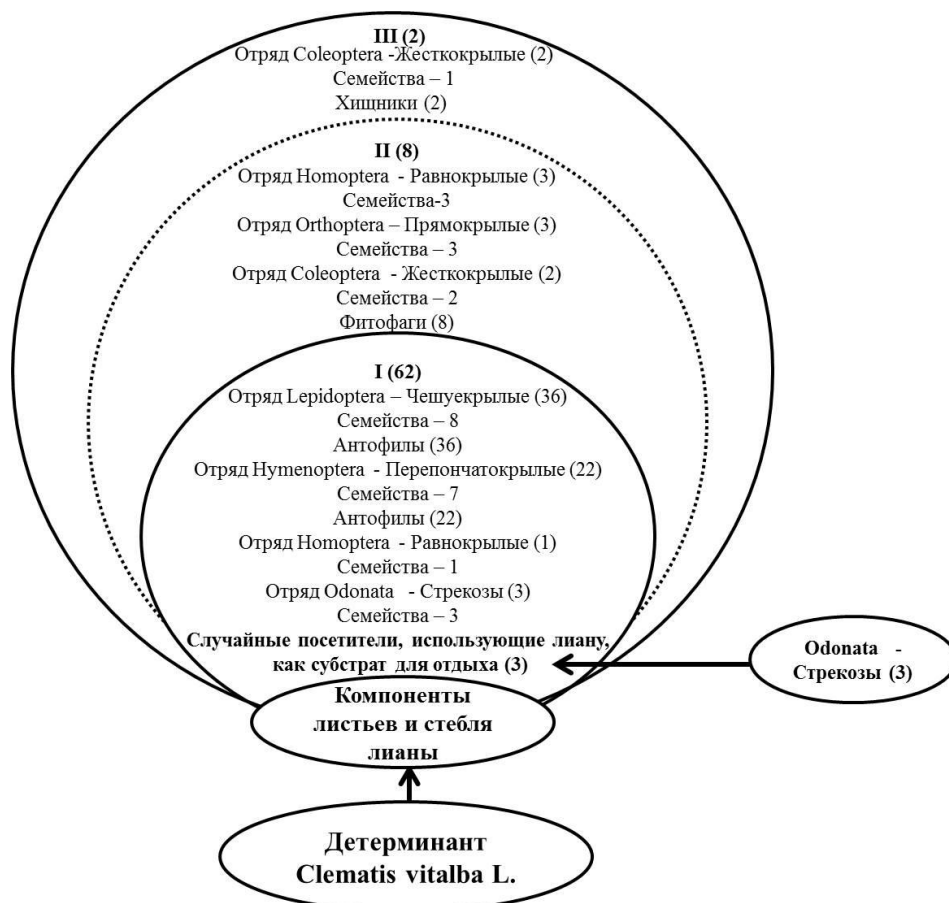 III (2)
Отряд Coleoptera -Жесткокрылые (2)
Семейства – 1
Хищники (2)
II (8)
Отряд Homoptera - Равнокрылые (3)
Семейства-3
Отряд Orthoptera – Прямокрылые (3)
Семейства – 3
Отряд Coleoptera - Жесткокрылые (2)
Семейства – 2
Фитофаги (8)
I (62)
Отряд Lepidoptera – Чешуекрылые (36)
Семейства – 8
Антофилы (36)
Отряд Hymenoptera - Перепончатокрылые (22)
Семейства – 7
Антофилы (22)
Отряд Homoptera - Равнокрылые (1)
Семейства – 1
Отряд Odonata - Стрекозы (3)
Семейства – 3
Случайные посетители, использующие лиану,
как субстрат для отдыха (3)
Odonata -
Стрекозы (3)
Компоненты
листьев и стебля
лианы
Детерминант
Clematis vitalba L.